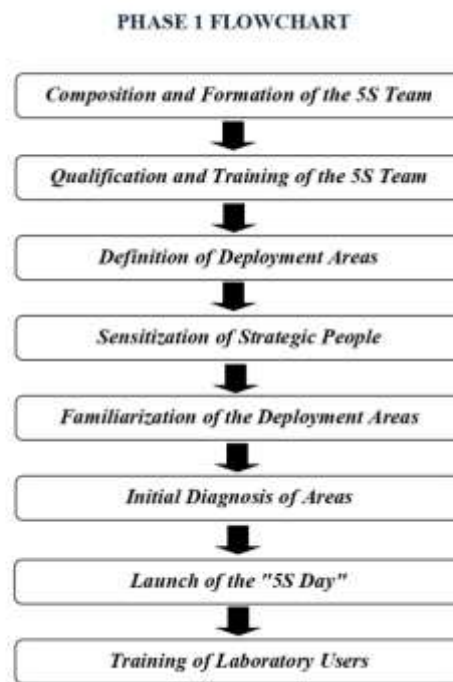 PHASE 1 FLOWCHART
Composition and Formation of the 5S Team
Qualification and Training of the 5S Team
Definition of Deployment Areas
Sensitization of Strategic People
Familiarization of the Deployment Areas
Initial Diagnosis of Areas
Launch of the "5S Day"
Training of Laboratory Users